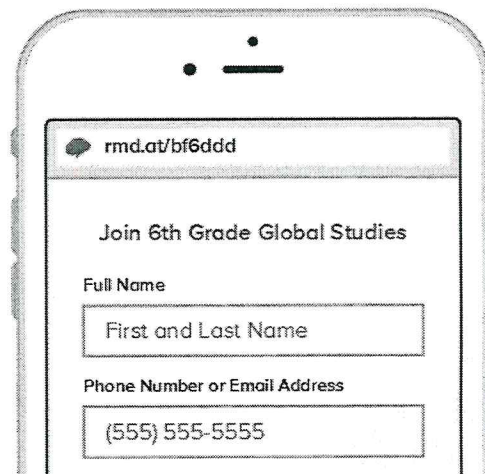 rmd.at/bf6ddd
Join 6th Grade Global Studies
Full Name
First and Last Name
Phone Number or Email Address
(555) 555-5555